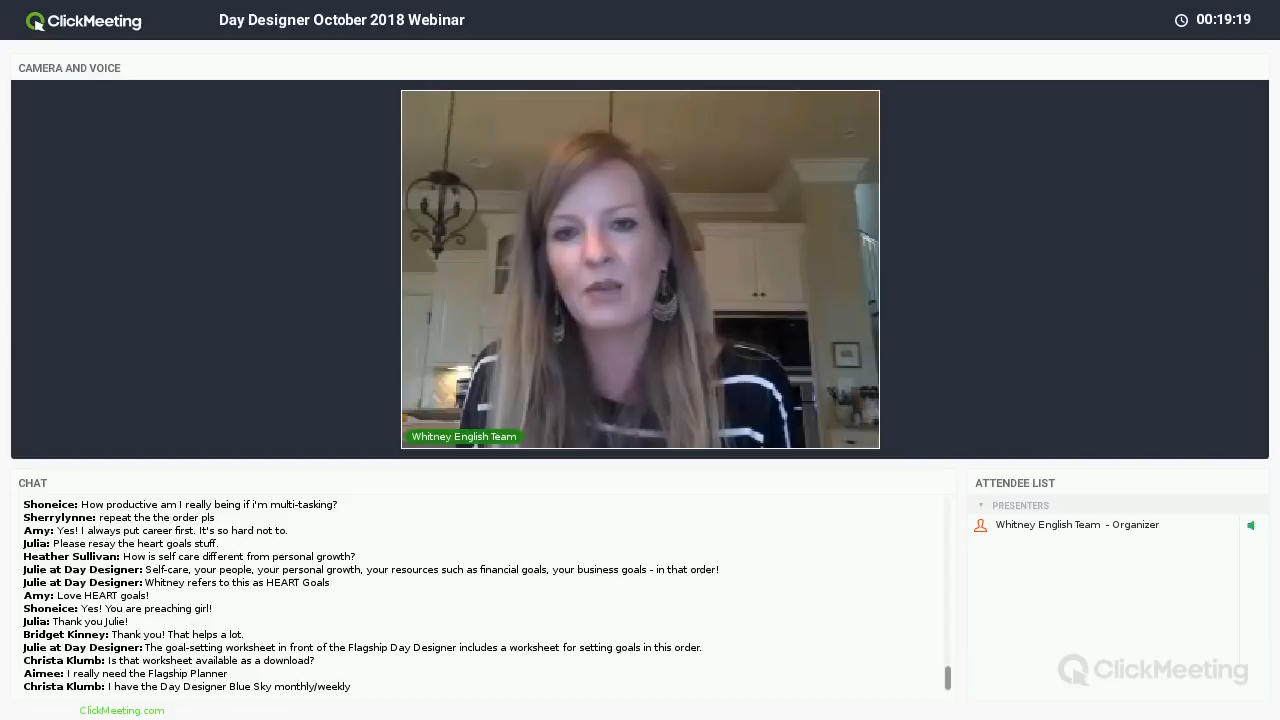 ClickMeeting
Day Designer October 2018 Webinar
00:19:19
CAMERA AND VOICE
Whitney English Team
CHAT
Shoneice: How productive am I really being if i'm multi-tasking?
Sherrylynne: repeat the the order pls
Amy: Yes! I always put career first. It's so hard not to.
Julia: Please resay the heart goals stuff.
Heather Sullivan: How is self care different from personal growth?
Julie at Day Designer: Self-care, your people, your personal growth, your resources such as financial goals, your business goals - in that order!
Julie at Day Designer: Whitney refers to this as HEART Goals
Amy: Love HEART goals!
Shoneice: Yes! You are preaching girl!
Julia: Thank you Julie!
Bridget Kinney: Thank you! That helps a lot.
Julie at Day Designer: The goal-setting worksheet in front of the Flagship Day Designer includes a worksheet for setting goals in this order.
Christa Klumb: Is that worksheet available as a download?
Aimee: I really need the Flagship Planner
Christa Klumb: I have the Day Designer Blue Sky monthly/weekly
ATTENDEE LIST
PRESENTERS
Whitney English Team - Organizer
ClickMeeting
ClickMeeting.com